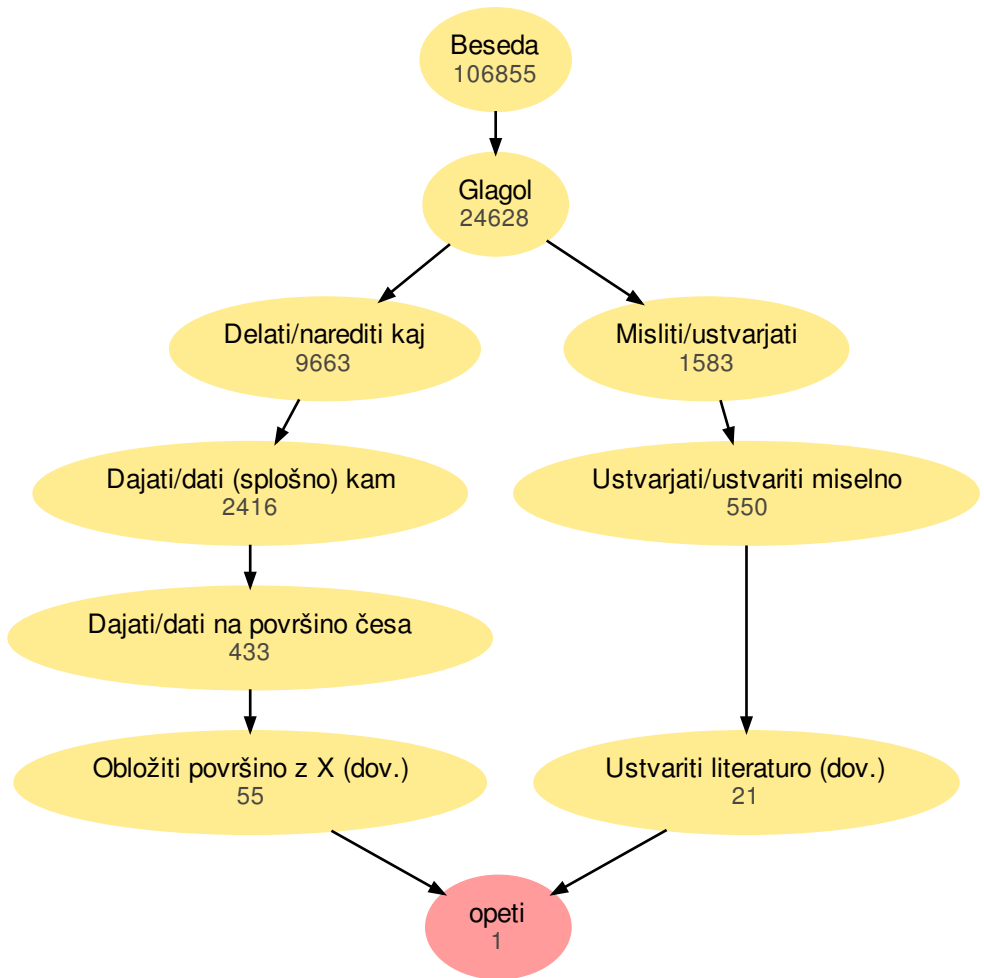 Beseda
106855
Glagol
24628
Delati/narediti kaj
9663
Misliti/ustvarjati
1583
Dajati/dati (splošno) kam
2416
Ustvarjati/ustvariti miselno
550
Dajati/dati na površino česa
433
Obložiti površino z X (dov.)
55
Ustvariti literaturo (dov.)
21
opeti
1